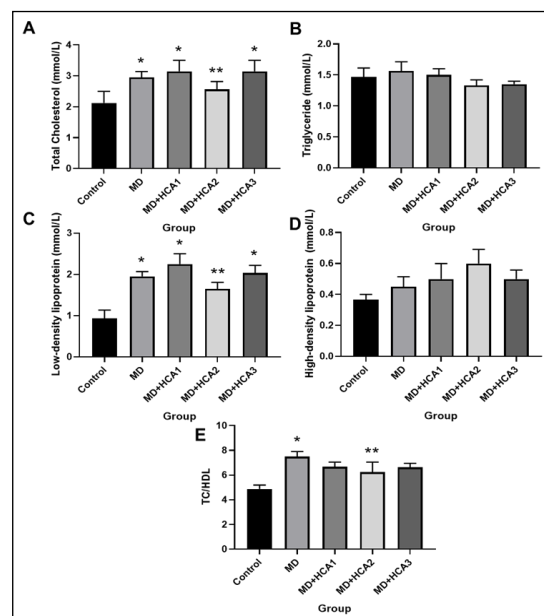 A
Total Cholesterol (mmol/L)
4
3
2
1
0
*
*
**
*
Control
MD
MD+HCA1
MD+HCA2
MD+HCA3
Group
B
Triglyceride (mmol/L)
2.0
1.5
1.0
0.5
0.0
Control
MD
MD+HCA1
MD+HCA2
MD+HCA3
Group
C
Low-density lipoprotein (mmol/L)
3
2
1
0
*
*
**
*
Control
MD
MD+HCA1
MD+HCA2
MD+HCA3
Group
D
High-density lipoprotein (mmol/L)
0.8
0.6
0.4
0.2
0.0
Control
MD
MD+HCA1
MD+HCA2
MD+HCA3
Group
E
TC/HDL
10
8
6
4
2
0
*
**
Control
MD
MD+HCA1
MD+HCA2
MD+HCA3
Group